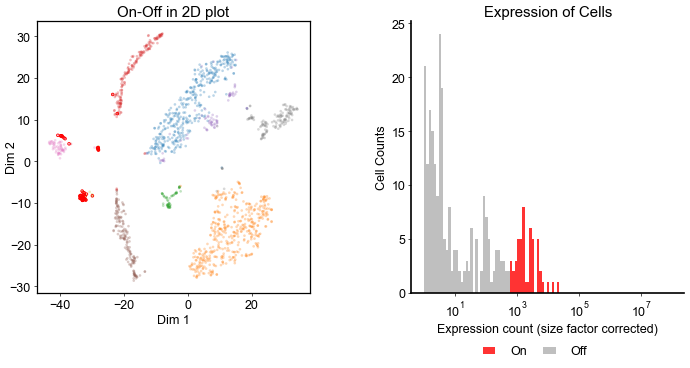 On-Off in 2D plot
Dim 2
30
20
10
0
−10
−20
−30
−40 −20 0 20
Dim 1
Expression of Cells
Cell Counts
25
20
15
10
5
0
10^1 10^3 10^5 10^7
Expression count (size factor corrected)
On Off